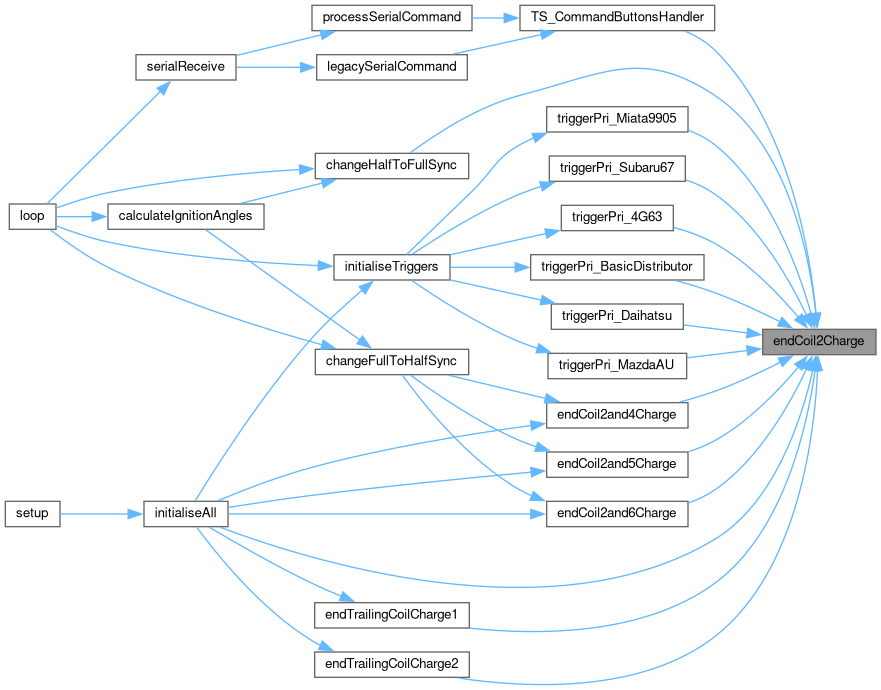 processSerialCommand
TS_CommandButtonsHandler
serialReceive
legacySerialCommand
triggerPri_Miata9905
changeHalfToFullSync
triggerPri_Subaru67
loop
calculateIgnitionAngles
triggerPri_4G63
initialiseTriggers
triggerPri_BasicDistributor
triggerPri_Daihatsu
endCoil2Charge
changeFullToHalfSync
triggerPri_MazdaAU
endCoil2and4Charge
endCoil2and5Charge
setup
initialiseAll
endCoil2and6Charge
endTrailingCoilCharge1
endTrailingCoilCharge2